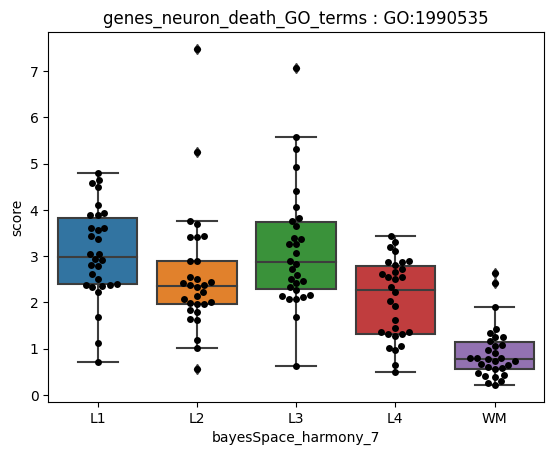 genes_neuron_death_GO_terms : GO:1990535
7
6
5
4
3
2
1
0
score
L1 L2 L3 L4 WM
bayesSpace_harmony_7